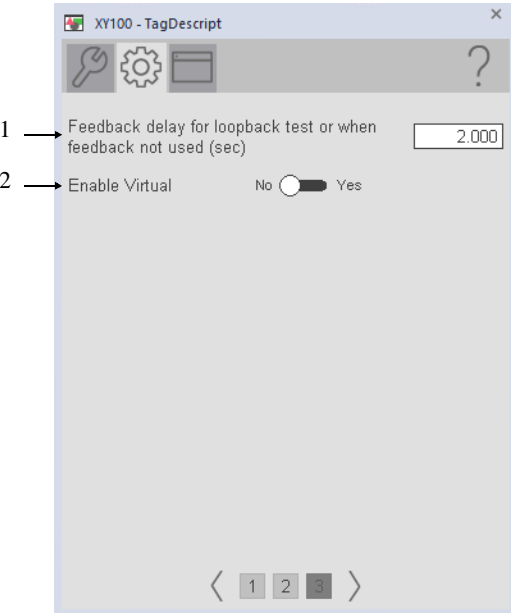 XY100 - TagDescript
×
?
1
Feedback delay for loopback test or when
feedback not used (sec)
2.000
2
Enable Virtual
No
Yes
1 2 3